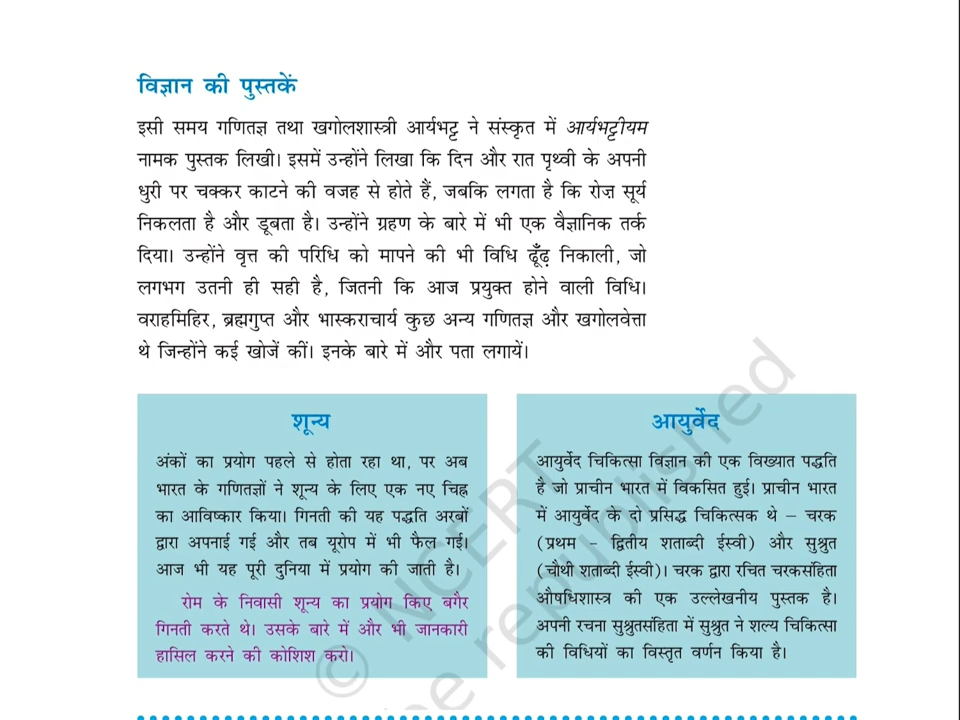 विज्ञान की पुस्तकें
इसी समय गणितज्ञ तथा खगोलशास्त्री आर्यभट्ट ने संस्कृत में आर्यभट्टीयम
नामक पुस्तक लिखी। इसमें उन्होंने लिखा कि दिन और रात पृथ्वी के अपनी
धुरी पर चक्कर काटने की वजह से होते हैं, जबकि लगता है कि रोज़ सूर्य
निकलता है और डूबता है। उन्होंने ग्रहण के बारे में भी एक वैज्ञानिक तर्क
दिया। उन्होंने वृत्त की परिधि को मापने की भी विधि ढूँढ़ निकाली, जो
लगभग उतनी ही सही है, जितनी कि आज प्रयुक्त होने वाली विधि।
वराहमिहिर, ब्रह्मगुप्त और भास्कराचार्य कुछ अन्य गणितज्ञ और खगोलवेत्ता
थे जिन्होंने कई खोजें कीं। इनके बारे में और पता लगायें।
शून्य
अंकों का प्रयोग पहले से होता रहा था, पर अब
भारत के गणितज्ञों ने शून्य के लिए एक नए चिह्न
का आविष्कार किया। गिनती की यह पद्धति अरबों
द्वारा अपनाई गई और तब यूरोप में भी फैल गई।
आज भी यह पूरी दुनिया में प्रयोग की जाती है।
रोम के निवासी शून्य का प्रयोग किए बगैर
गिनती करते थे। उसके बारे में और भी जानकारी
हासिल करने की कोशिश करो।
आयुर्वेद
आयुर्वेद चिकित्सा विज्ञान की एक विख्यात पद्धति
है जो प्राचीन भारत में विकसित हुई। प्राचीन भारत
में आयुर्वेद के दो प्रसिद्ध चिकित्सक थे – चरक
(प्रथम - द्वितीय शताब्दी ईस्वी) और सुश्रुत
(चौथी शताब्दी ईस्वी)। चरक द्वारा रचित चरकसंहिता
औषधिशास्त्र की एक उल्लेखनीय पुस्तक है।
अपनी रचना सुश्रुतसंहिता में सुश्रुत ने शल्य चिकित्सा
की विधियों का विस्तृत वर्णन किया है।
© NCERT
be republished